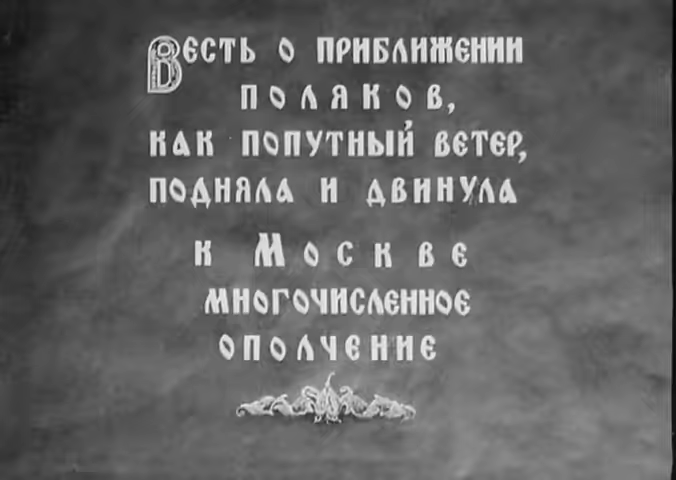 Весть о приближении
поляков,
как попутный ветер,
подняла и двинула
к Москве
многочисленное
ополчение